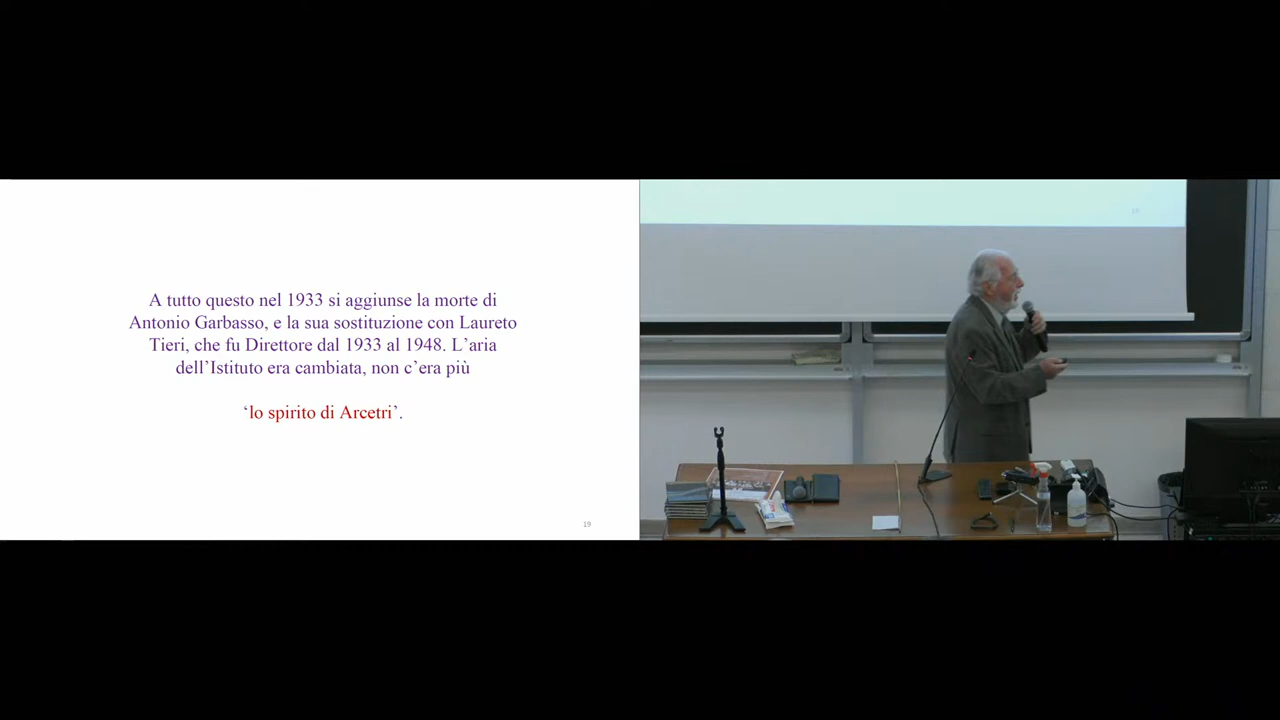 A tutto questo nel 1933 si aggiunse la morte di
Antonio Garbasso, e la sua sostituzione con Laureto
Tieri, che fu Direttore dal 1933 al 1948. L’aria
dell’Istituto era cambiata, non c’era più
‘lo spirito di Arcetri’.
19